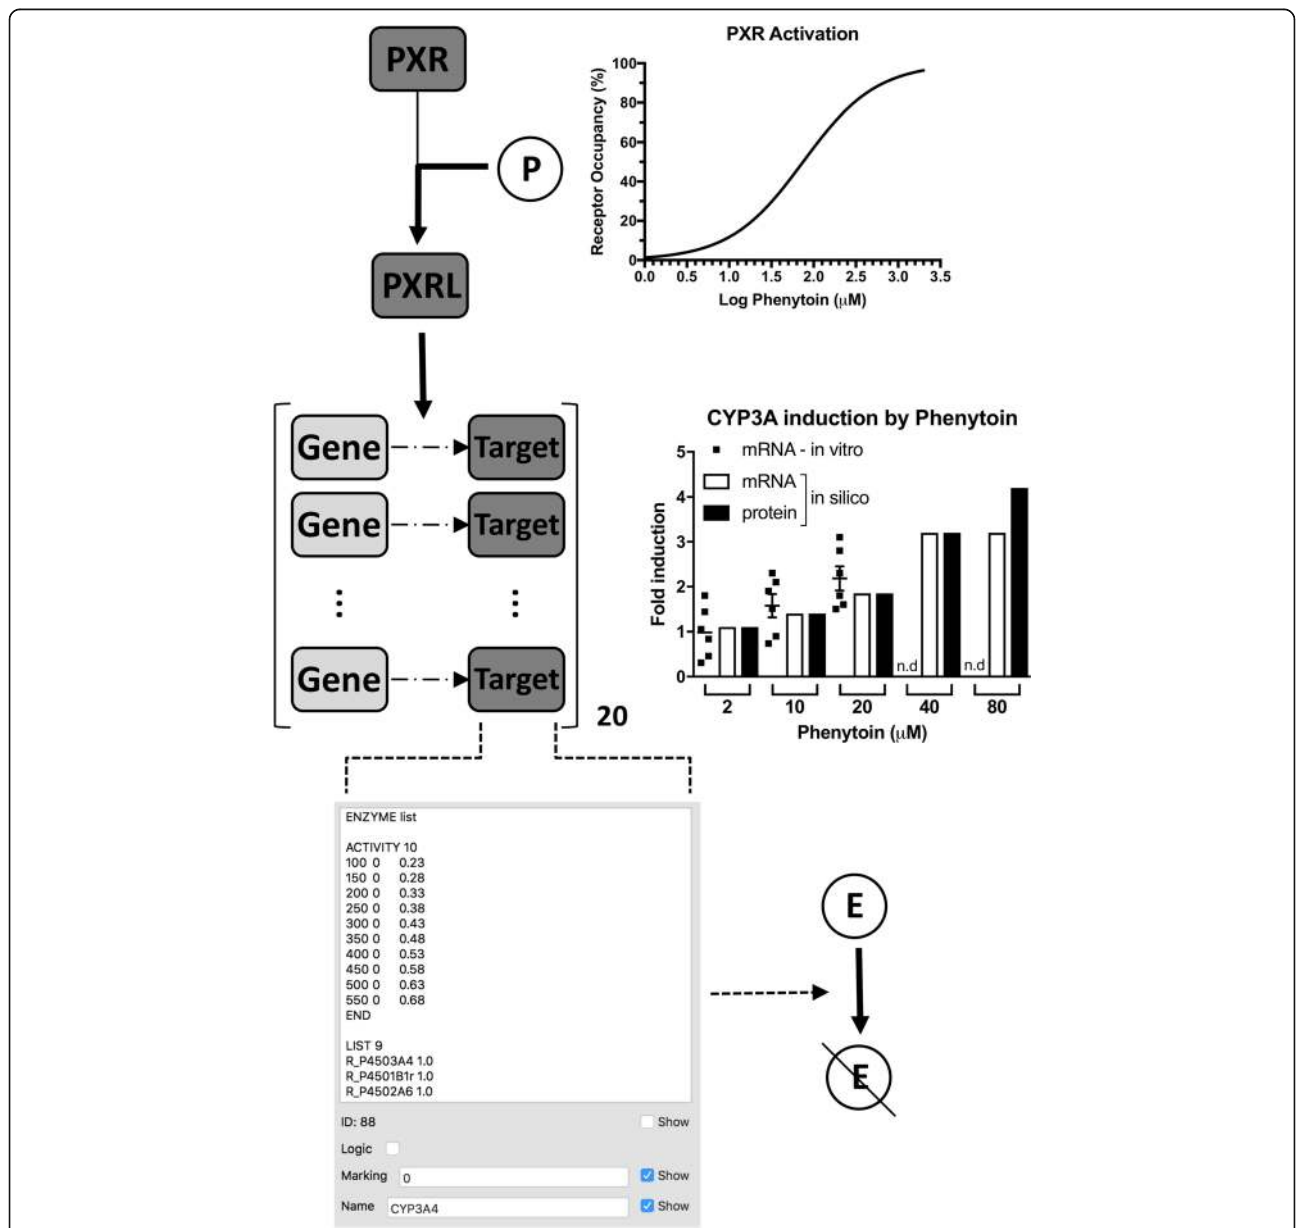 PXR
P
PXRL
PXR Activation
Receptor Occupancy (%)
100
80
60
40
20
0
0.0 0.5 1.0 1.5 2.0 2.5 3.0 3.5
Log Phenytoin (μM)
Gene Target
Gene Target
Gene Target
20
CYP3A induction by Phenytoin
mRNA - in vitro
mRNA
protein
in silico
Fold induction
5
4
3
2
1
0
n.d n.d
2 10 20 40 80
Phenytoin (μM)
ENZYME list
ACTIVITY 10
100 0 0.23
150 0 0.28
200 0 0.33
250 0 0.38
300 0 0.43
350 0 0.48
400 0 0.53
450 0 0.58
500 0 0.63
550 0 0.68
END
LIST 9
R_P4503A4 1.0
R_P4501B1r 1.0
R_P4502A6 1.0
ID: 88 Show
Logic
Marking 0 Show
Name CYP3A4 Show
E
E